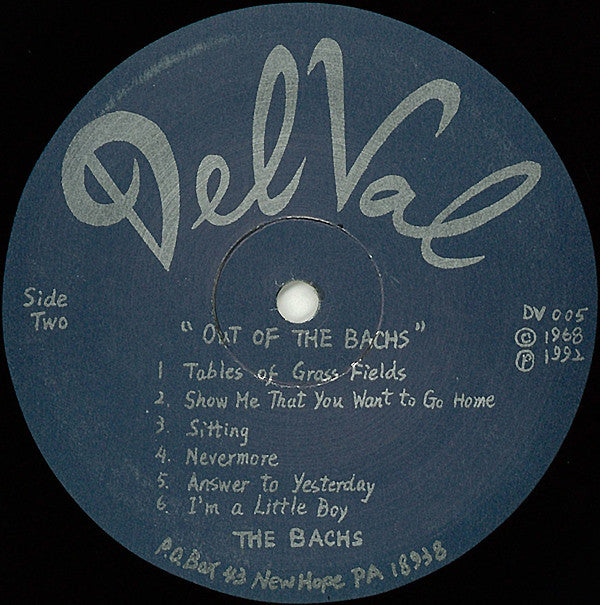 Del Val
Side
Two
DV 005
© 1968
℗ 1992
"OUT OF THE BACHS"
1 Tables of Grass Fields
2. Show Me That You Want to Go Home
3. Sitting
4. Nevermore
5. Answer to Yesterday
6. I'm a Little Boy
THE BACHS
P.O. Box 43 New Hope PA 18938